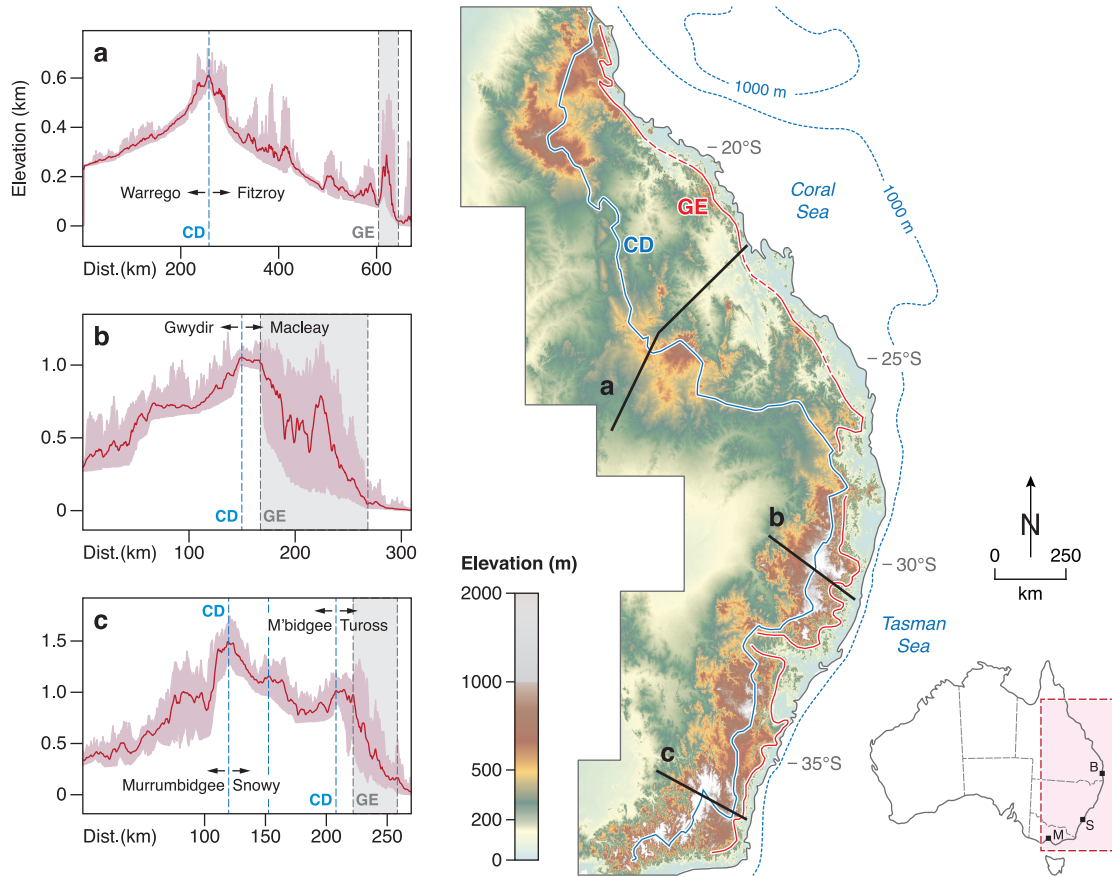 a
Elevation (km)
0.6
0.4
0.2
0
Warrego
Fitzroy
CD
GE
Dist. (km)
200
400
600
b
Gwydir
Macleay
1.0
0.5
0
CD
GE
Dist. (km)
100
200
300
c
CD
M'bidgee
Tuross
1.5
1.0
0.5
0
Murrumbidgee
Snowy
CD
GE
Dist. (km)
100
150
200
250
Elevation (m)
2000
1000
500
200
0
1000 m
1000 m
20°S
Coral
Sea
GE
CD
25°S
a
b
30°S
Tasman
Sea
c
35°S
N
0
250
km
B
S
M